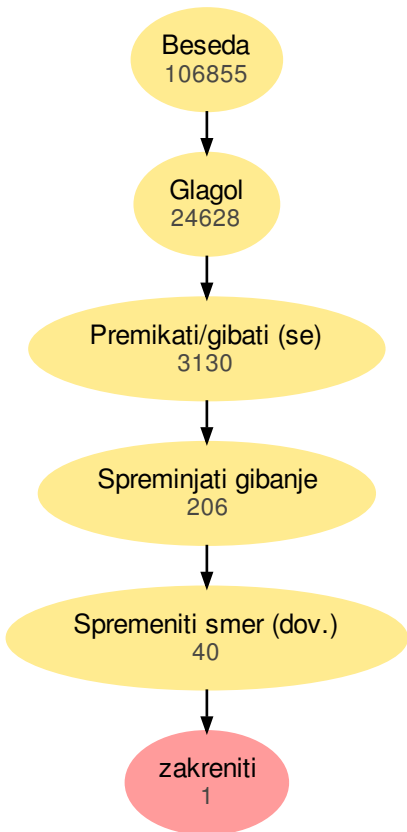 Beseda
106855
Glagol
24628
Premikati/gibati (se)
3130
Spreminjati gibanje
206
Spremeniti smer (dov.)
40
zakreniti
1